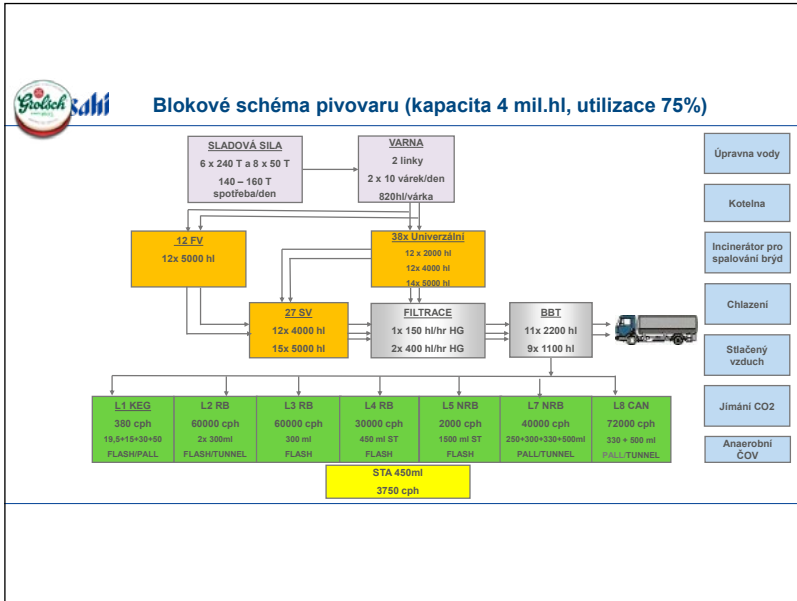 Grolsch
Asahi
Blokové schéma pivovaru (kapacita 4 mil.hl, utilizace 75%)
SLADOVÁ SILA
6 x 240 T a 8 x 50 T
140 – 160 T
spotřeba/den
VARNA
2 linky
2 x 10 várek/den
820hl/várka
12 FV
12x 5000 hl
38x Univerzální
12 x 2000 hl
12x 4000 hl
14x 5000 hl
27 SV
12x 4000 hl
15x 5000 hl
FILTRACE
1x 150 hl/hr HG
2x 400 hl/hr HG
BBT
11x 2200 hl
9x 1100 hl
L1 KEG
380 cph
19,5+15+30+50
FLASH/PALL
L2 RB
60000 cph
2x 300ml
FLASH/TUNNEL
L3 RB
60000 cph
300 ml
FLASH
L4 RB
30000 cph
450 ml ST
FLASH
L5 NRB
2000 cph
1500 ml ST
FLASH
L7 NRB
40000 cph
250+300+330+500ml
PALL/TUNNEL
L8 CAN
72000 cph
330 + 500 ml
PALL/TUNNEL
STA 450ml
3750 cph
Úpravna vody
Kotelna
Incinerátor pro
spalování brýd
Chlazení
Stlačený
vzduch
Jímání CO2
Anaerobní
ČOV